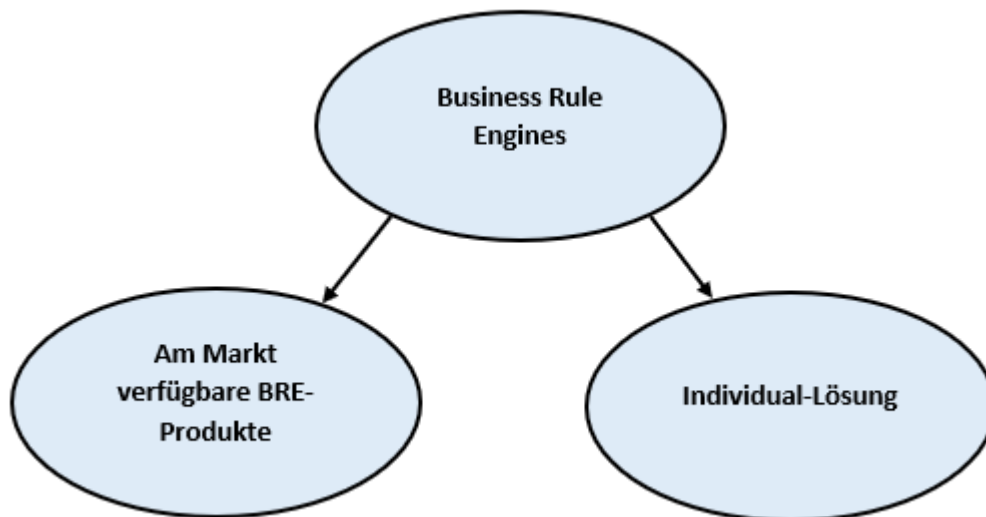 Business Rule
Engines
Am Markt
verfügbare BRE-
Produkte
Individual-Lösung